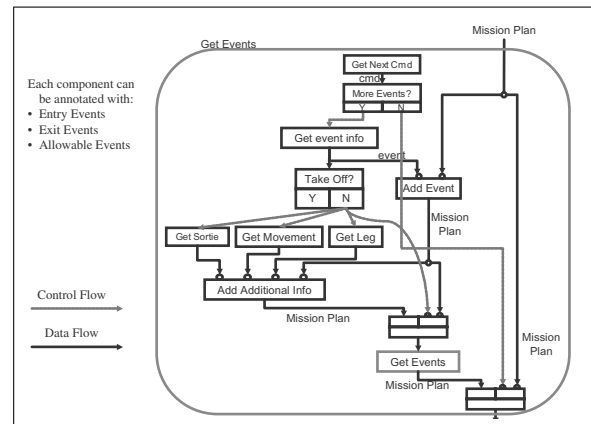 Mission Plan
Get Events
Get Next Cmd
cmd
More Events?
Y N
Each component can
be annotated with:
• Entry Events
• Exit Events
• Allowable Events
Get event info
event
Take Off?
Y N
Add Event
Mission
Plan
Get Sortie
Get Movement
Get Leg
Add Additional Info
Control Flow
Mission Plan
Data Flow
Mission
Plan
Get Events
Mission Plan